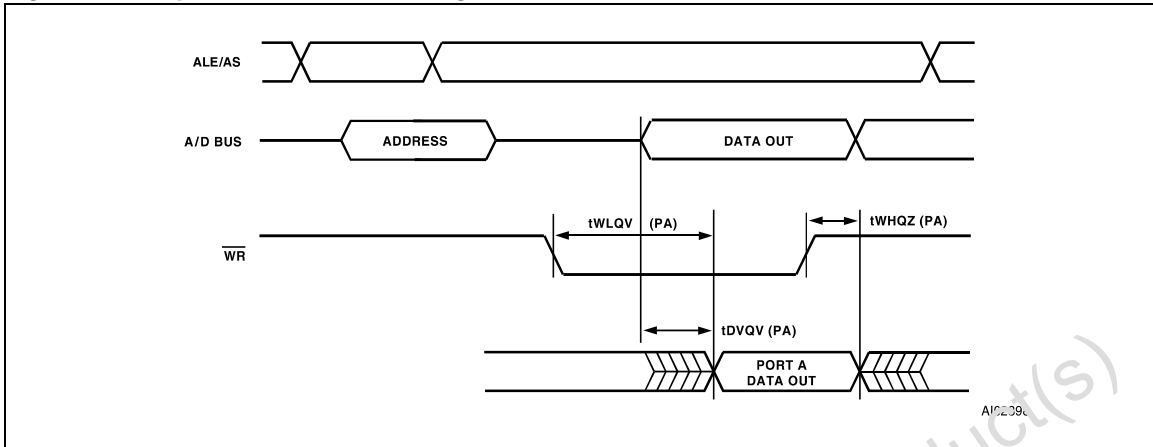 ALE/AS
A/D BUS
ADDRESS
DATA OUT
tWLQV (PA)
tWHQZ (PA)
WR
tDVQV (PA)
PORT A
DATA OUT